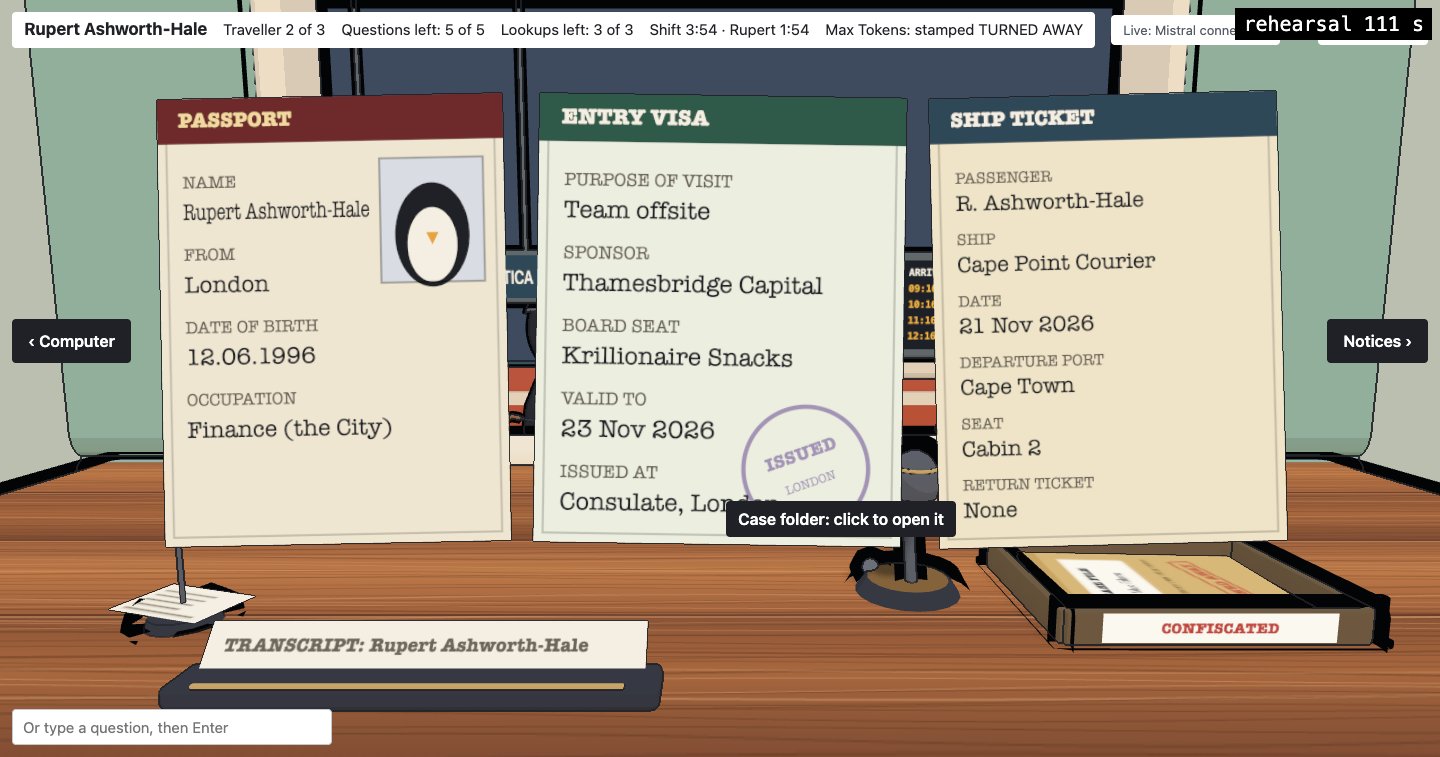 Rupert Ashworth-Hale Traveller 2 of 3 Questions left: 5 of 5 Lookups left: 3 of 3 Shift 3:54 · Rupert 1:54 Max Tokens: stamped TURNED AWAY
Live: Mistral
rehearsal 111 s
PASSPORT
NAME
Rupert Ashworth-Hale
FROM
London
DATE OF BIRTH
12.06.1996
OCCUPATION
Finance (the City)
ENTRY VISA
PURPOSE OF VISIT
Team offsite
SPONSOR
Thamesbridge Capital
BOARD SEAT
Krillionaire Snacks
VALID TO
23 Nov 2026
ISSUED AT
Consulate,
ISSUED
LONDON
SHIP TICKET
PASSENGER
R. Ashworth-Hale
SHIP
Cape Point Courier
DATE
21 Nov 2026
DEPARTURE PORT
Cape Town
SEAT
Cabin 2
RETURN TICKET
None
‹ Computer
Notices ›
Case folder: click to open it
CONFISCATED
TRANSCRIPT: Rupert Ashworth-Hale
Or type a question, then Enter